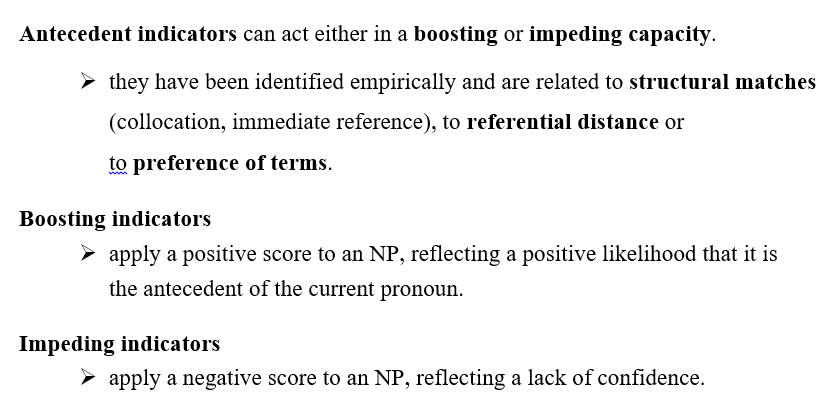 Antecedent indicators can act either in a boosting or impeding capacity.
➢ they have been identified empirically and are related to structural matches
(collocation, immediate reference), to referential distance or
to preference of terms.
Boosting indicators
➢ apply a positive score to an NP, reflecting a positive likelihood that it is
the antecedent of the current pronoun.
Impeding indicators
➢ apply a negative score to an NP, reflecting a lack of confidence.